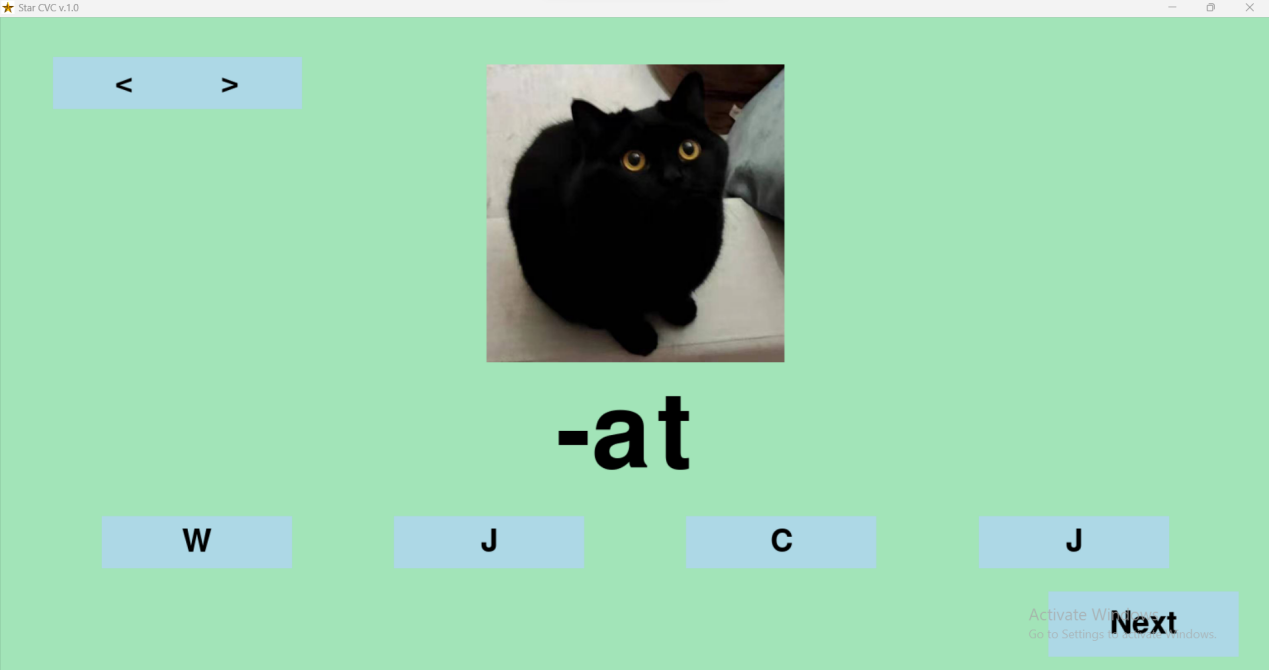 Star CVC v.1.0
< >
-at
W J C J
Activate Windows
Next
Go to Settings to activate Windows.